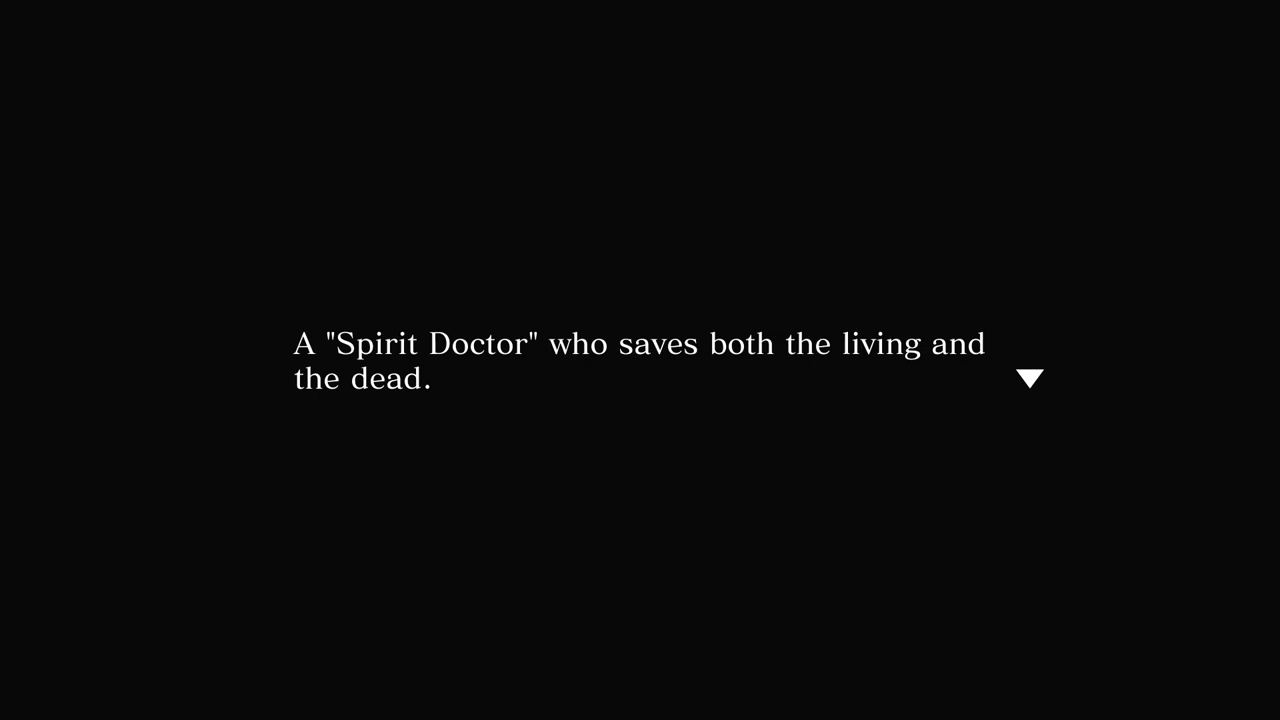 A "Spirit Doctor" who saves both the living and
the dead.